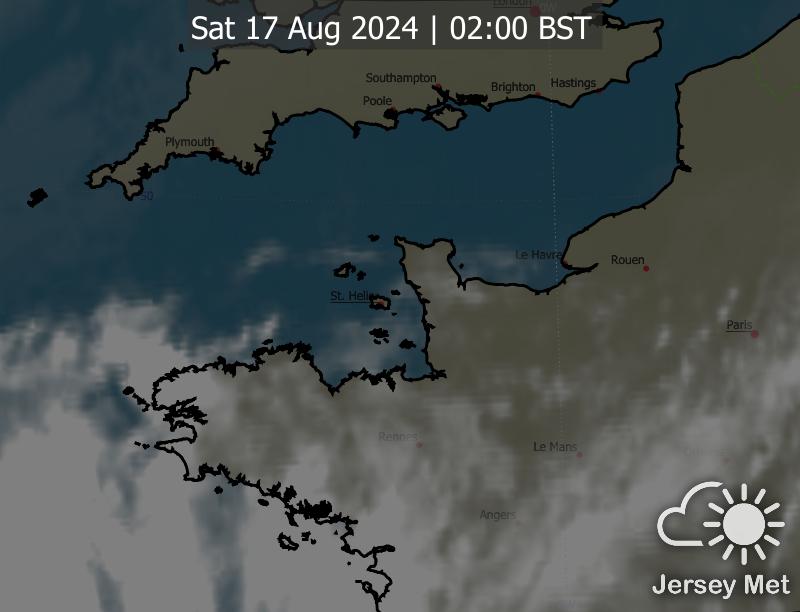 London
Sat 17 Aug 2024 | 02:00 BST
Southampton
Brighton
Hastings
Poole
Plymouth
50
Le Havre
Rouen
St. Helier
Paris
Rennes
Le Mans
Angers
Jersey Met